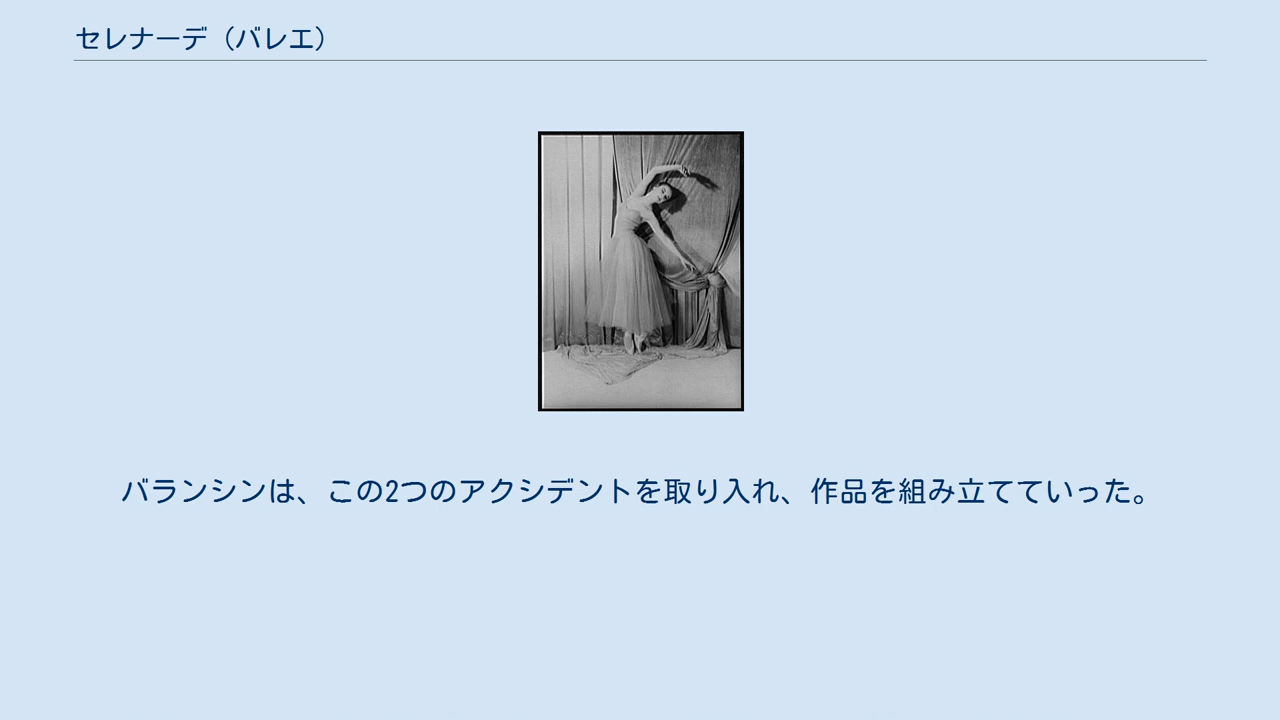 セレナーデ（バレエ）
バランシンは、この2つのアクシデントを取り入れ、作品を組み立てていった。